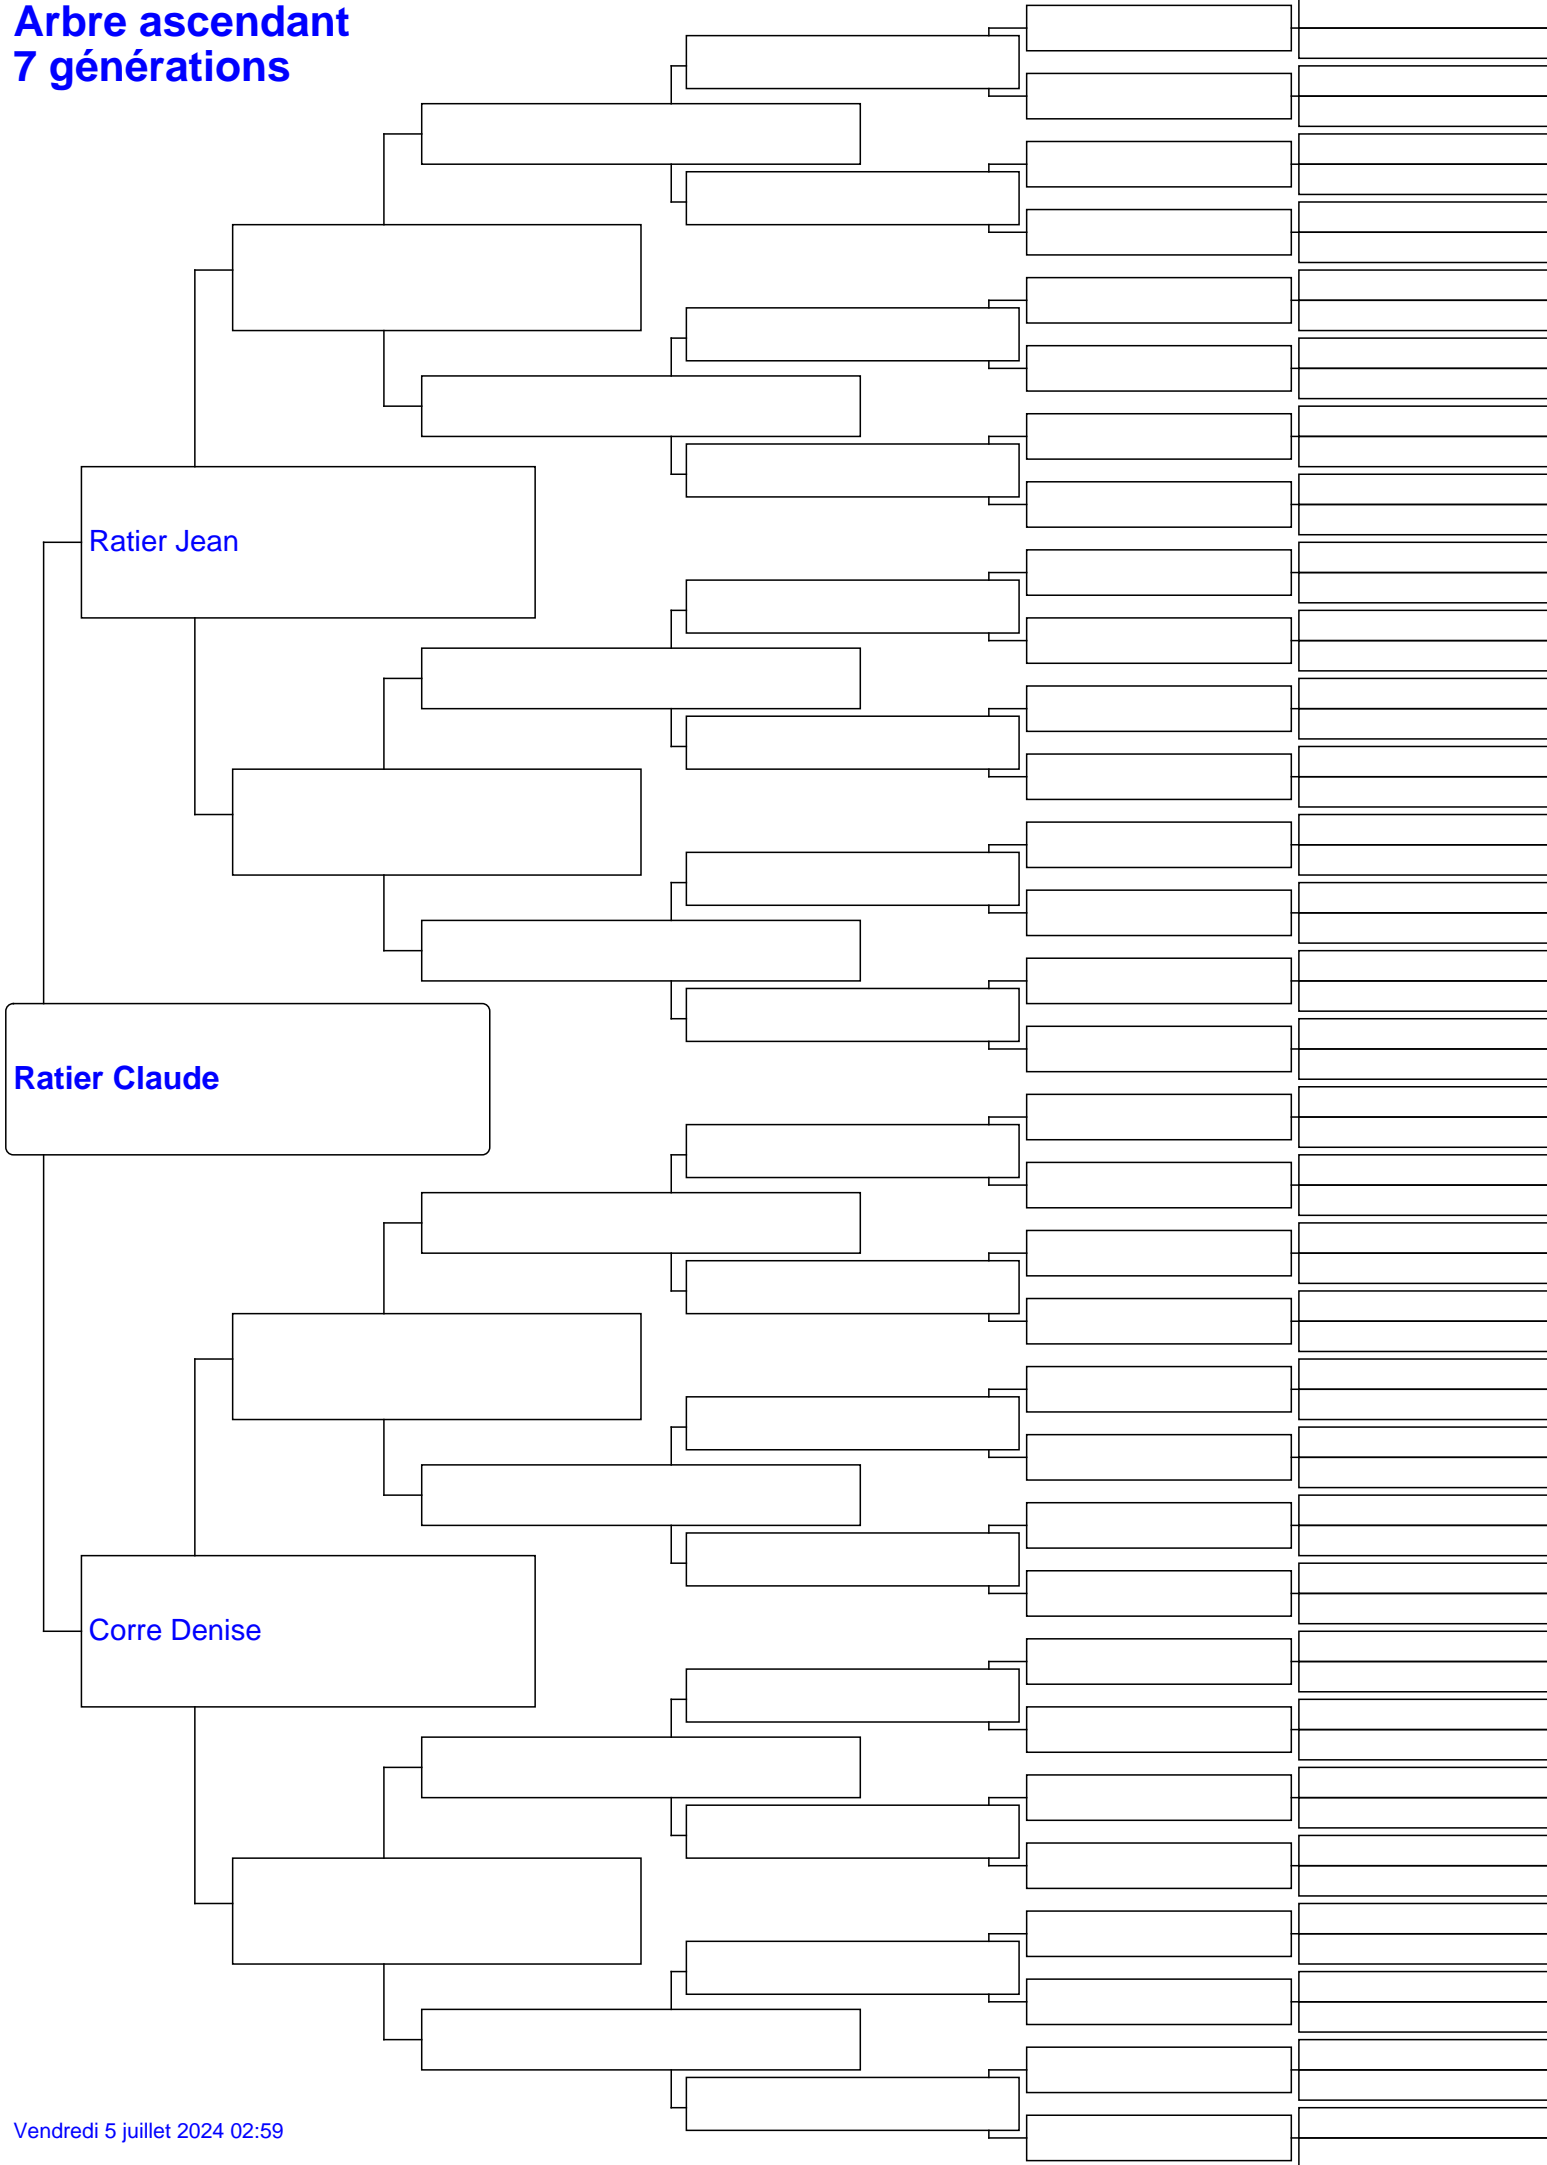 Arbre ascendant
7 générations
Ratier Jean
Ratier Claude
Corre Denise
Vendredi 5 juillet 2024 02:59